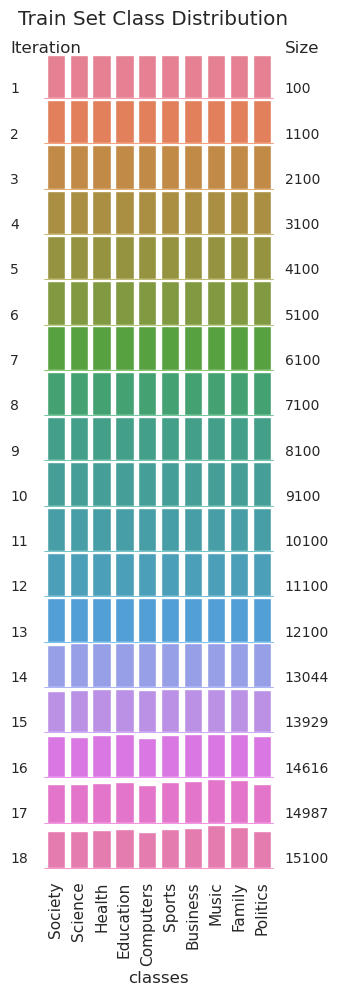 Train Set Class Distribution
Iteration Size
1 100
2 1100
3 2100
4 3100
5 4100
6 5100
7 6100
8 7100
9 8100
10 9100
11 10100
12 11100
13 12100
14 13044
15 13929
16 14616
17 14987
18 15100
Society
Science
Health
Education
Computers
Sports
Business
Music
Family
Politics
classes